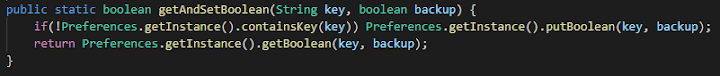 public static boolean getAndSetBoolean(String key, boolean backup) {
if(!Preferences.getInstance().containsKey(key)) Preferences.getInstance().putBoolean(key, backup);
return Preferences.getInstance().getBoolean(key, backup);
}